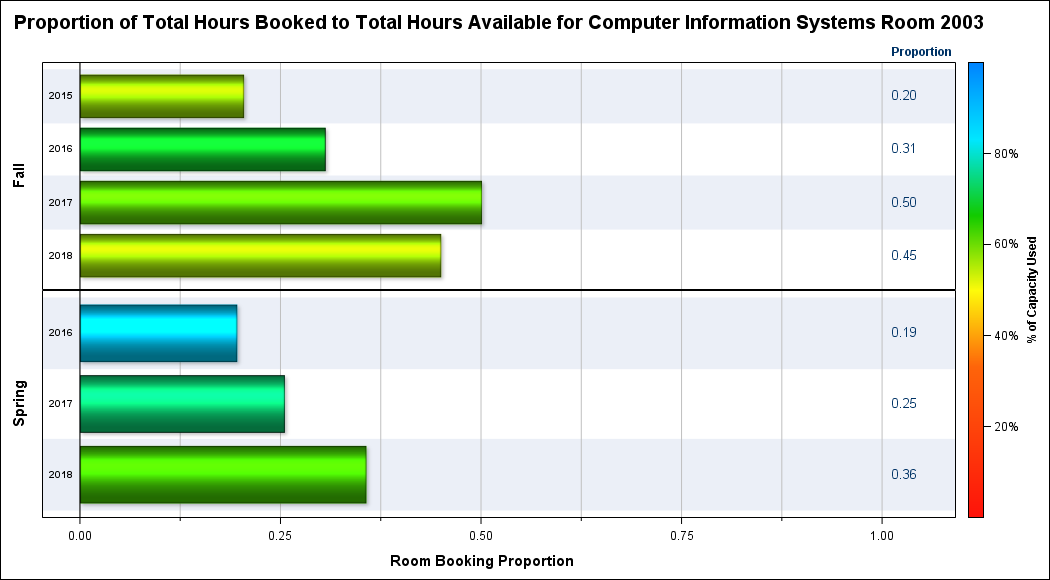 Proportion of Total Hours Booked to Total Hours Available for Computer Information Systems Room 2003
Proportion
Fall
2015 0.20
2016 0.31
2017 0.50
2018 0.45
Spring
2016 0.19
2017 0.25
2018 0.36
0.00 0.25 0.50 0.75 1.00
Room Booking Proportion
80%
60%
40%
20%
% of Capacity Used